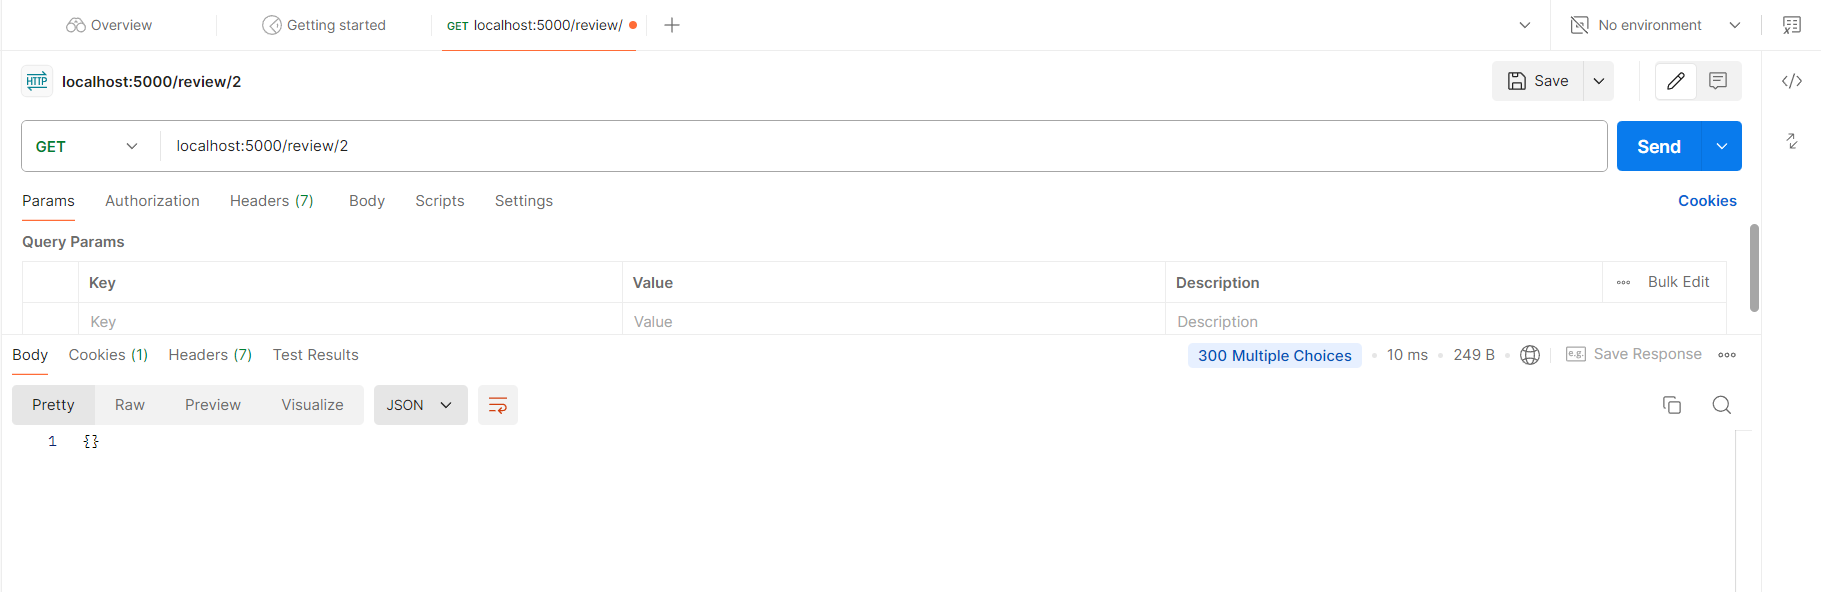 Overview Getting started GET localhost:5000/review/ No environment
HTTP localhost:5000/review/2 Save
GET localhost:5000/review/2 Send
Params Authorization Headers (7) Body Scripts Settings Cookies
Query Params
Key Value Description Bulk Edit
Key Value Description
Body Cookies (1) Headers (7) Test Results 300 Multiple Choices 10 ms 249 B e.g. Save Response
Pretty Raw Preview Visualize JSON
1 {}